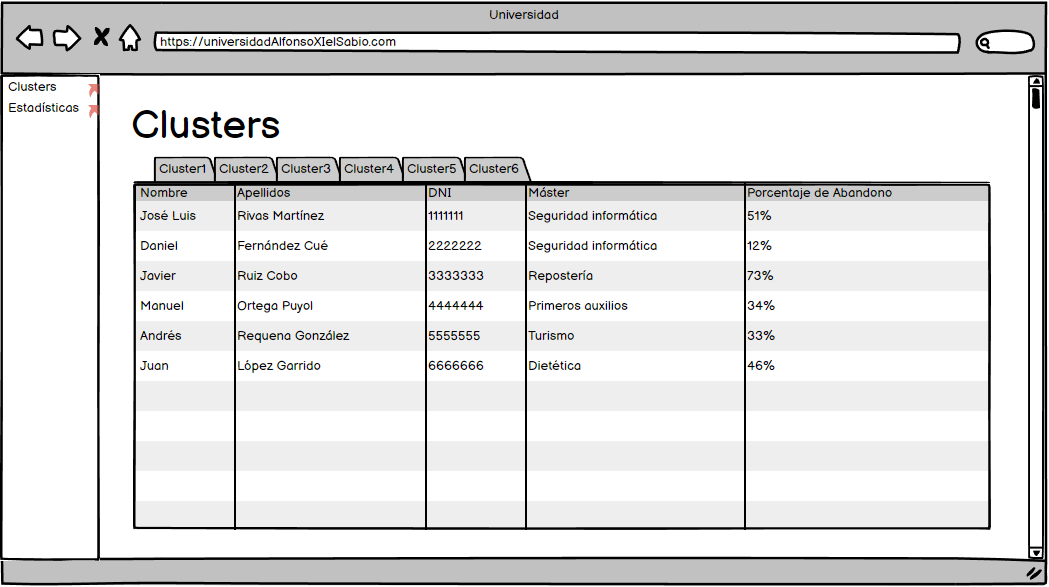 Universidad
https://universidadAlfonsoXIelSabio.com
Clusters
Estadísticas
Clusters
Cluster1 Cluster2 Cluster3 Cluster4 Cluster5 Cluster6
Nombre Apellidos DNI Máster Porcentaje de Abandono
José Luis Rivas Martínez 1111111 Seguridad informática 51%
Daniel Fernández Cué 2222222 Seguridad informática 12%
Javier Ruiz Cobo 3333333 Repostería 73%
Manuel Ortega Puyol 4444444 Primeros auxilios 34%
Andrés Requena González 5555555 Turismo 33%
Juan López Garrido 6666666 Dietética 46%